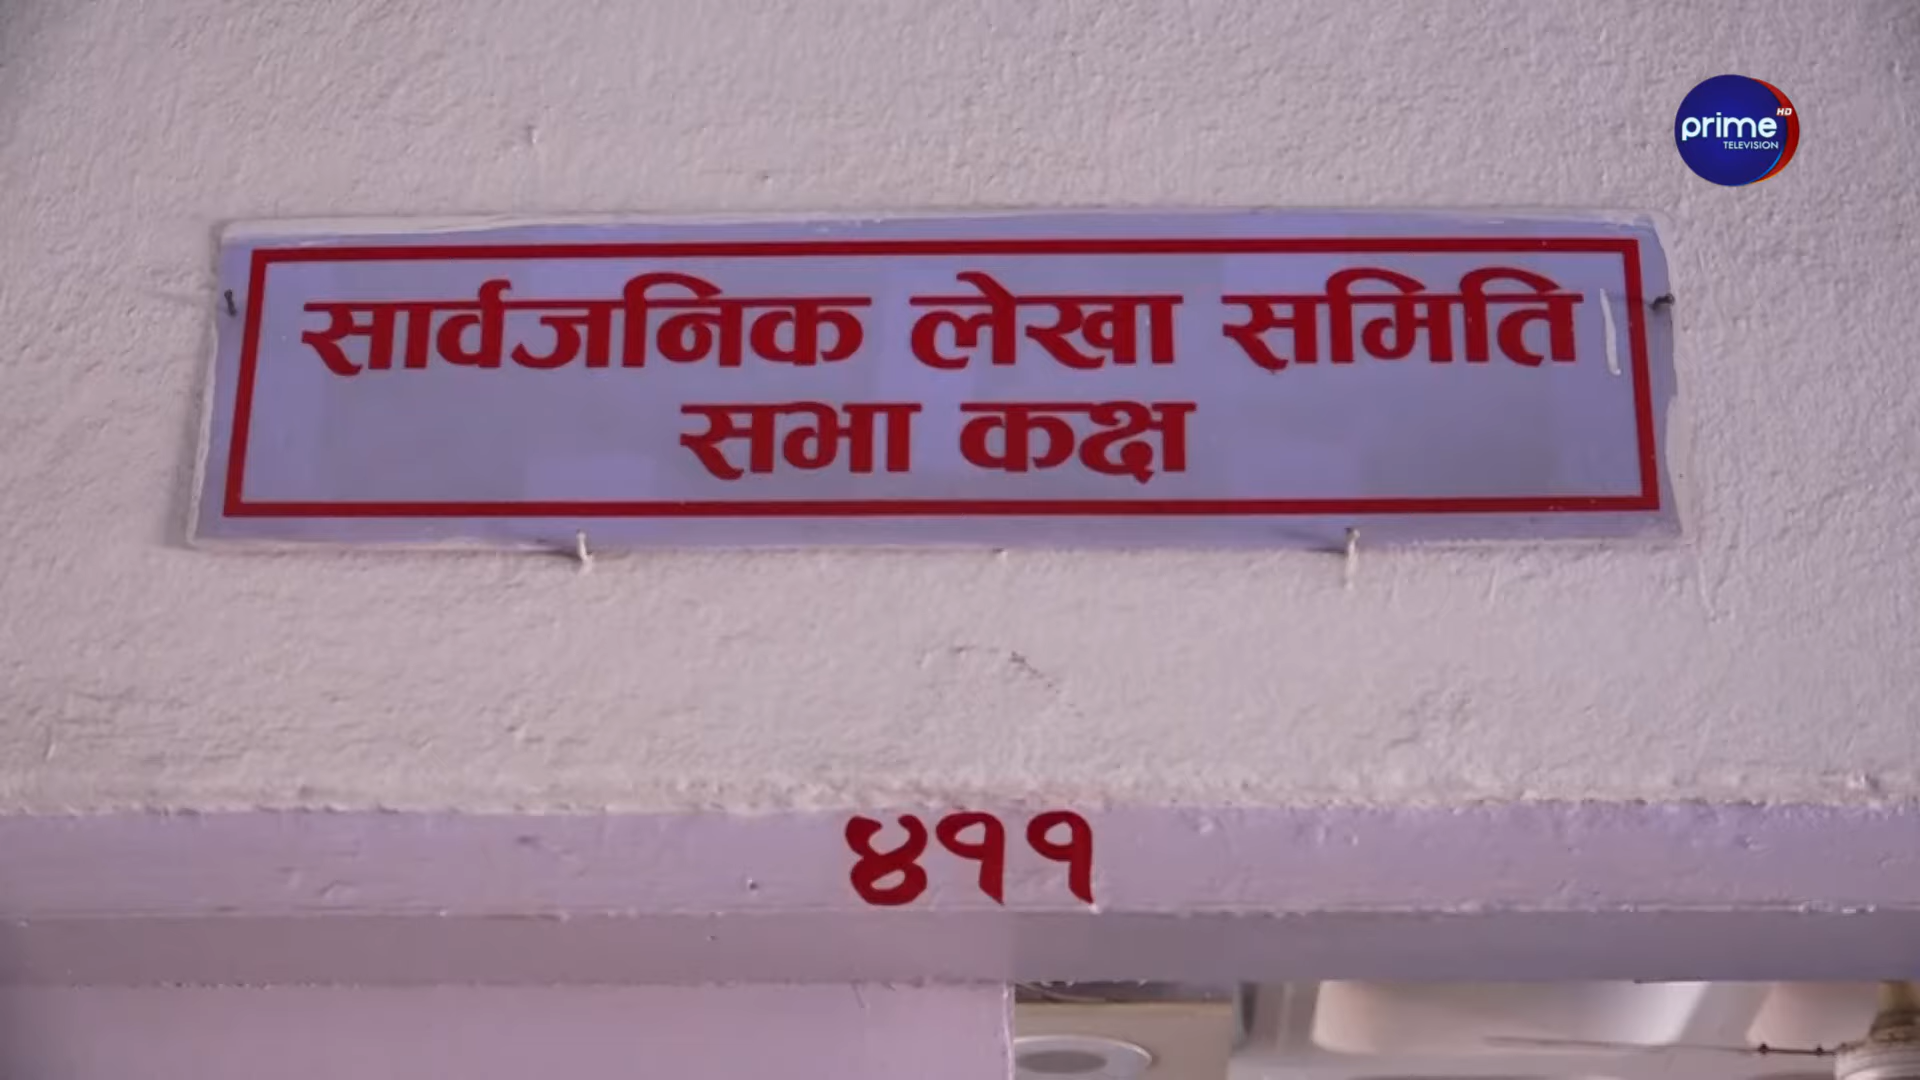 prime HD
TELEVISION
सार्वजनिक लेखा समिति
सभा कक्ष
४११